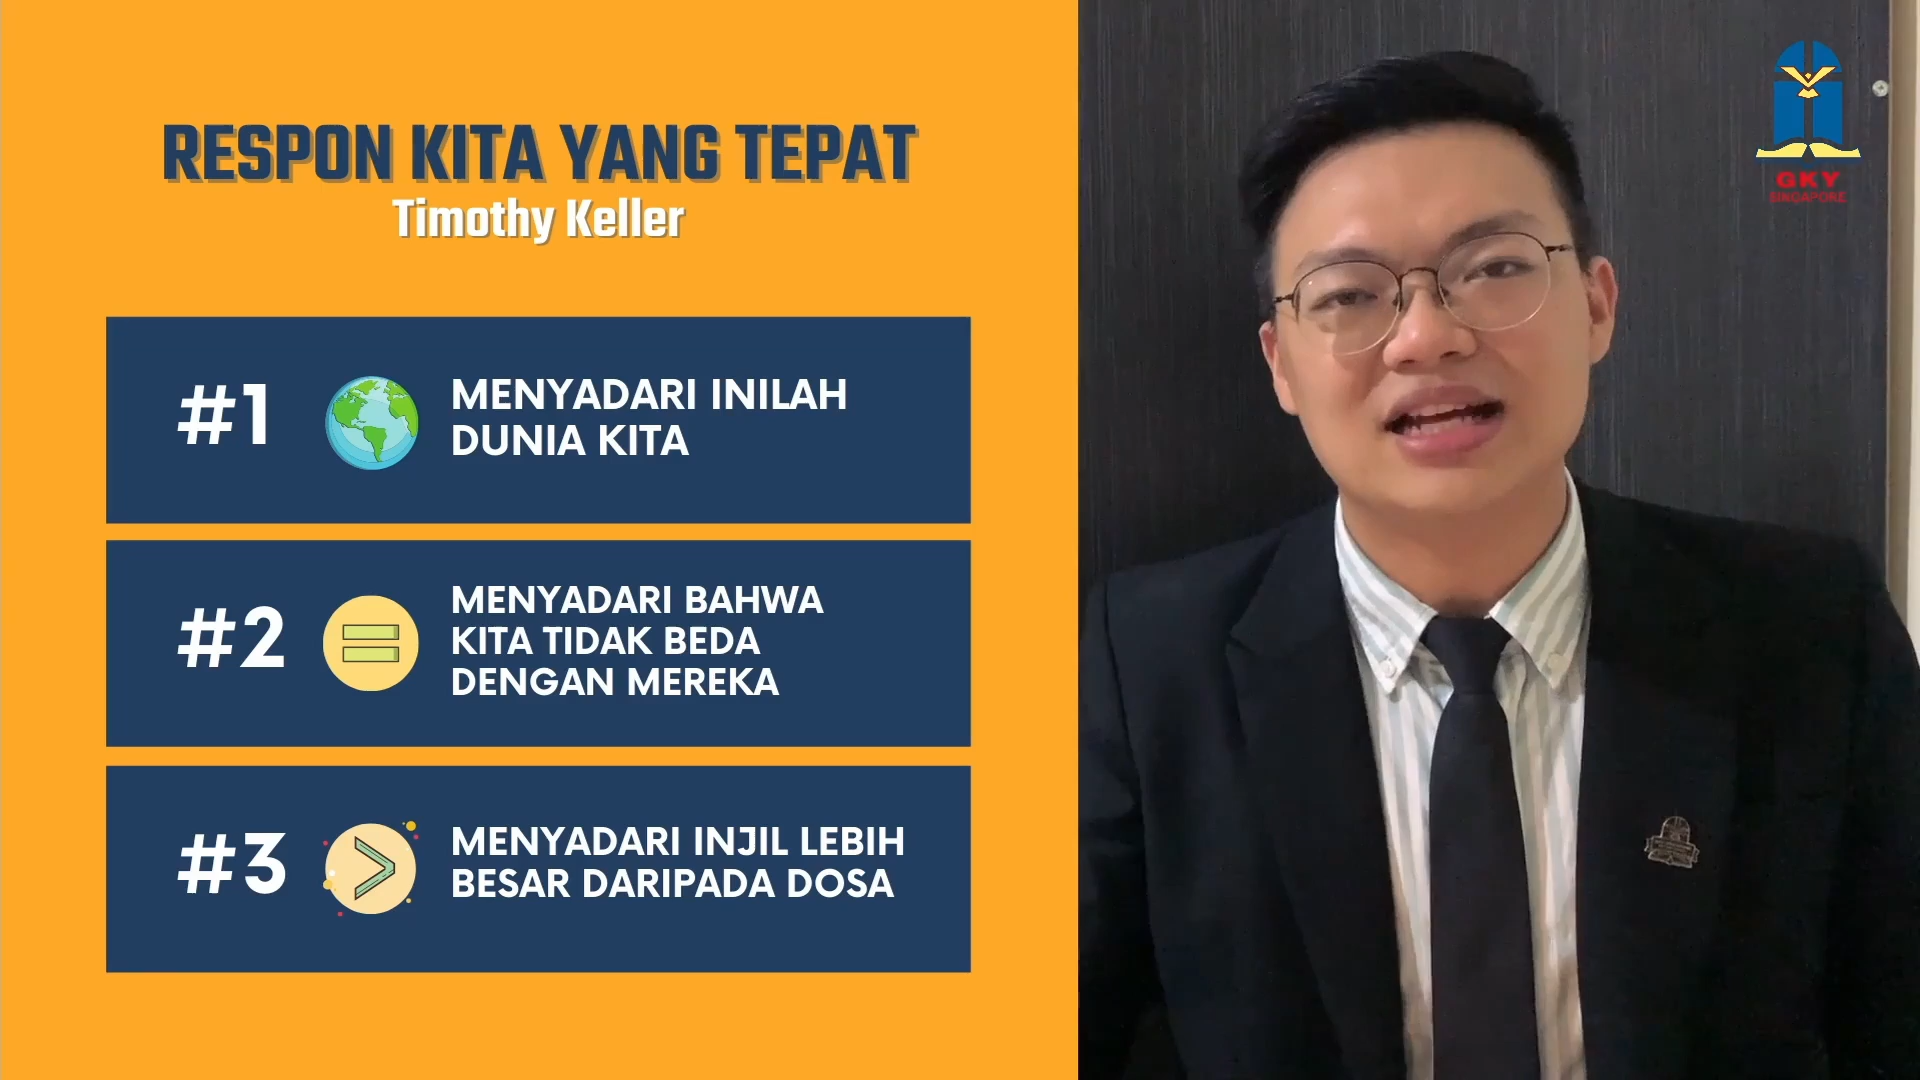 RESPON KITA YANG TEPAT
Timothy Keller
#1
MENYADARI INILAH
DUNIA KITA
#2
MENYADARI BAHWA
KITA TIDAK BEDA
DENGAN MEREKA
#3
MENYADARI INJIL LEBIH
BESAR DARIPADA DOSA
GKY
SINGAPORE